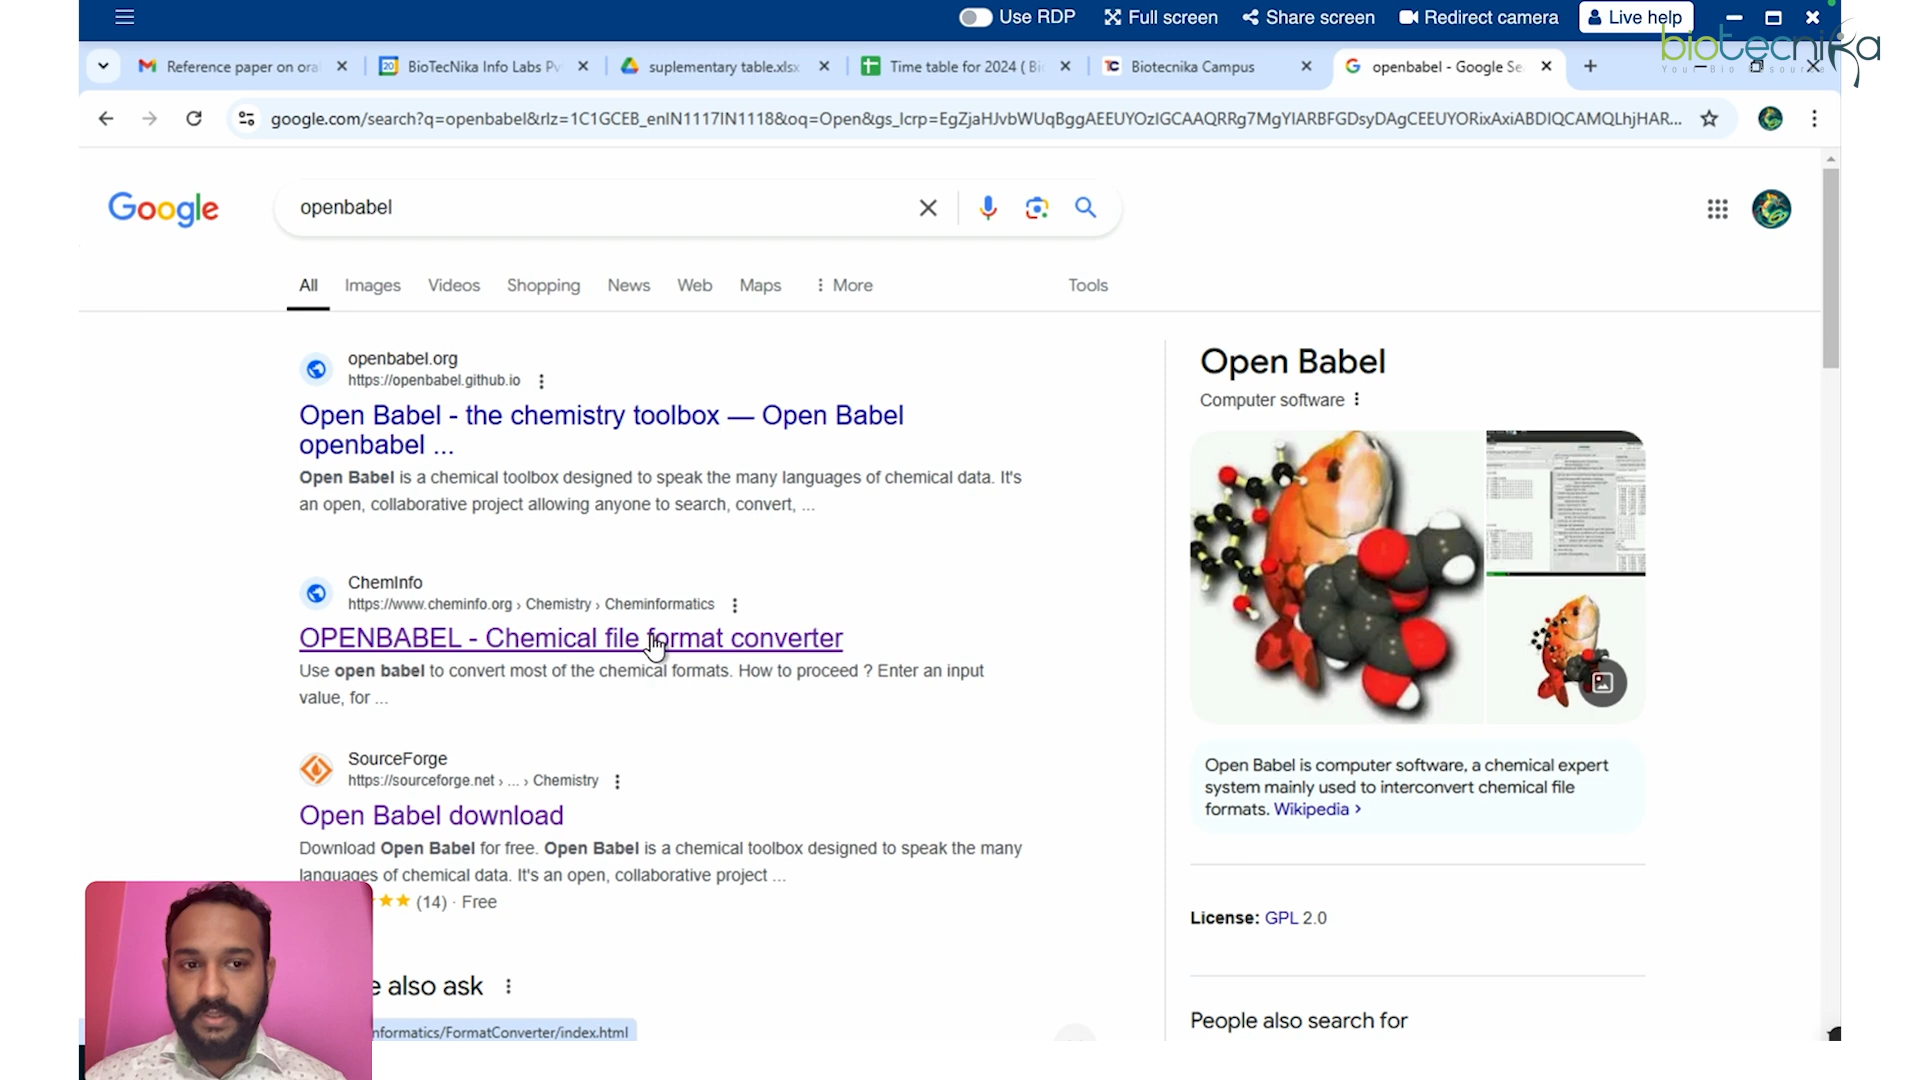 Use RDP
Full screen
Share screen
Redirect camera
Live help
biotecnika
Your Bio Resource
Reference paper on oral
BioTecNika Info Labs Pv
suplementary table.xlsx
Time table for 2024 ( Bi
Biotecnika Campus
openbabel - Google Se
google.com/search?q=openbabel&rlz=1C1GCEB_enIN1117IN1118&oq=Open&gs_lcrp=EgZjaHJvbWUqBggAEEUYOzIGCAAQRRg7MgYIARBFGDsyDAgCEEUYORixAxiABDIQCAMQLhjHAR...
Google
openbabel
All
Images
Videos
Shopping
News
Web
Maps
More
Tools
openbabel.org
https://openbabel.github.io
Open Babel - the chemistry toolbox — Open Babel
openbabel ...
Open Babel is a chemical toolbox designed to speak the many languages of chemical data. It's
an open, collaborative project allowing anyone to search, convert, ...
ChemInfo
https://www.cheminfo.org › Chemistry › Cheminformatics
OPENBABEL - Chemical file format converter
Use open babel to convert most of the chemical formats. How to proceed ? Enter an input
value, for ...
SourceForge
https://sourceforge.net › ... › Chemistry
Open Babel download
Download Open Babel for free. Open Babel is a chemical toolbox designed to speak the many
languages of chemical data. It's an open, collaborative project ...
(14) · Free
e also ask
nformatics/FormatConverter/index.html
Open Babel
Computer software
Open Babel is computer software, a chemical expert
system mainly used to interconvert chemical file
formats. Wikipedia ›
License: GPL 2.0
People also search for